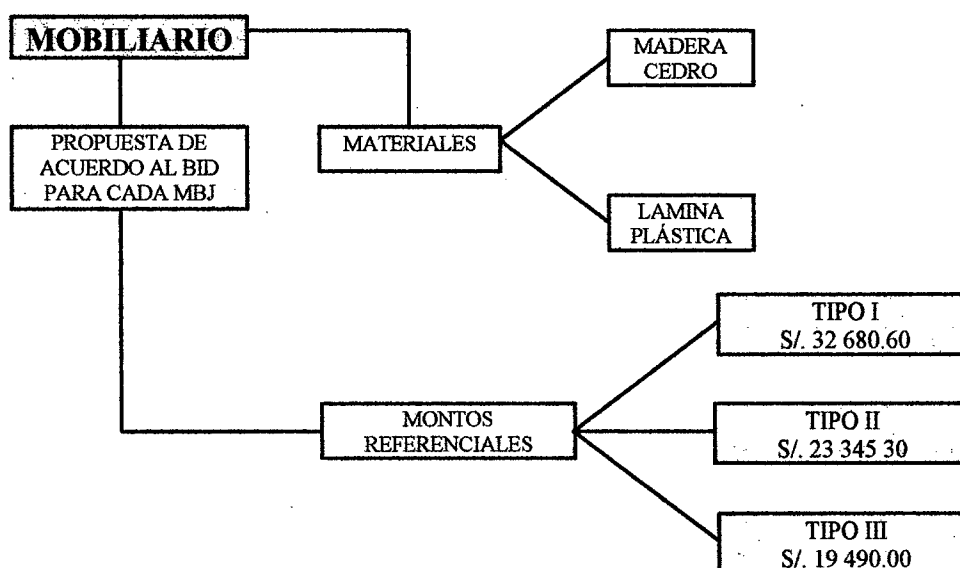 MOBILIARIO
PROPUESTA DE
ACUERDO AL BID
PARA CADA MBJ
MATERIALES
MADERA
CEDRO
LAMINA
PLÁSTICA
MONTOS
REFERENCIALES
TIPO I
S/. 32 680.60
TIPO II
S/. 23 345 30
TIPO III
S/. 19 490.00